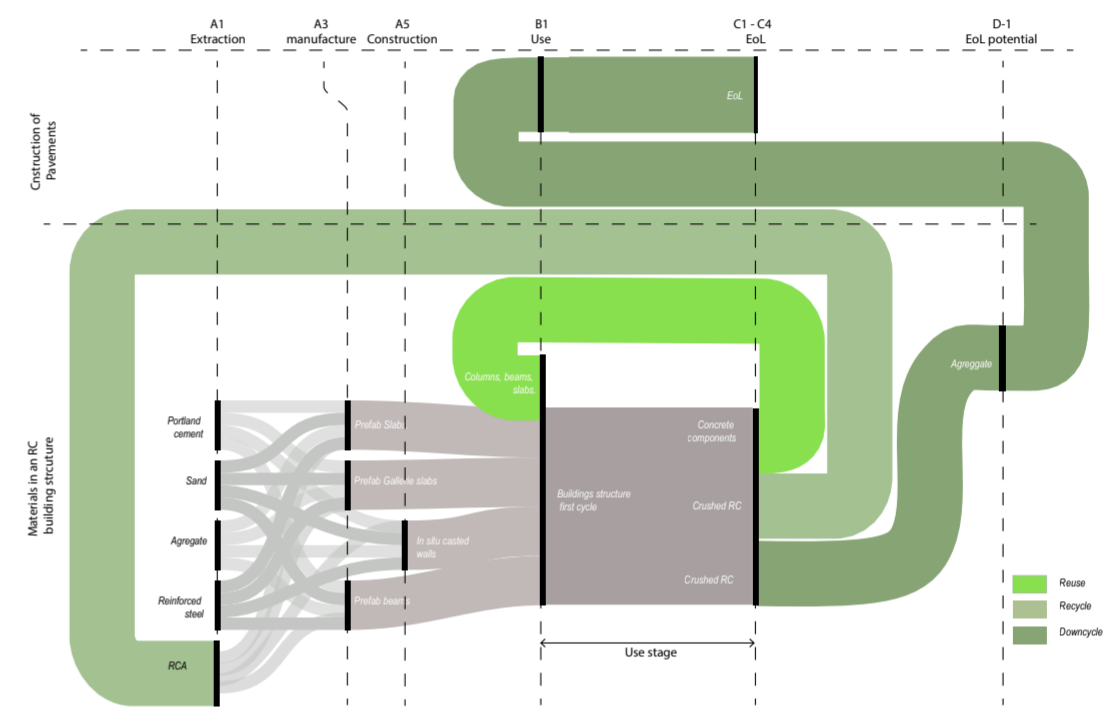 A1
Extraction
A3
manufacture
A5
Construction
B1
Use
C1 - C4
EoL
D-1
EoL potential
Cnstruction of
Pavements
EoL
Agreggate
Columns, beams,
slabs.
Materials in an RC
building strcuture
Portland
cement
Sand
Agregate
Reinforced
steel
RCA
Prefab Slabs
Prefab Gallerie slabs
In situ casted
walls
Prefab beams
Buildings structure
first cycle
Concrete
components
Crushed RC
Crushed RC
Use stage
Reuse
Recycle
Downcycle